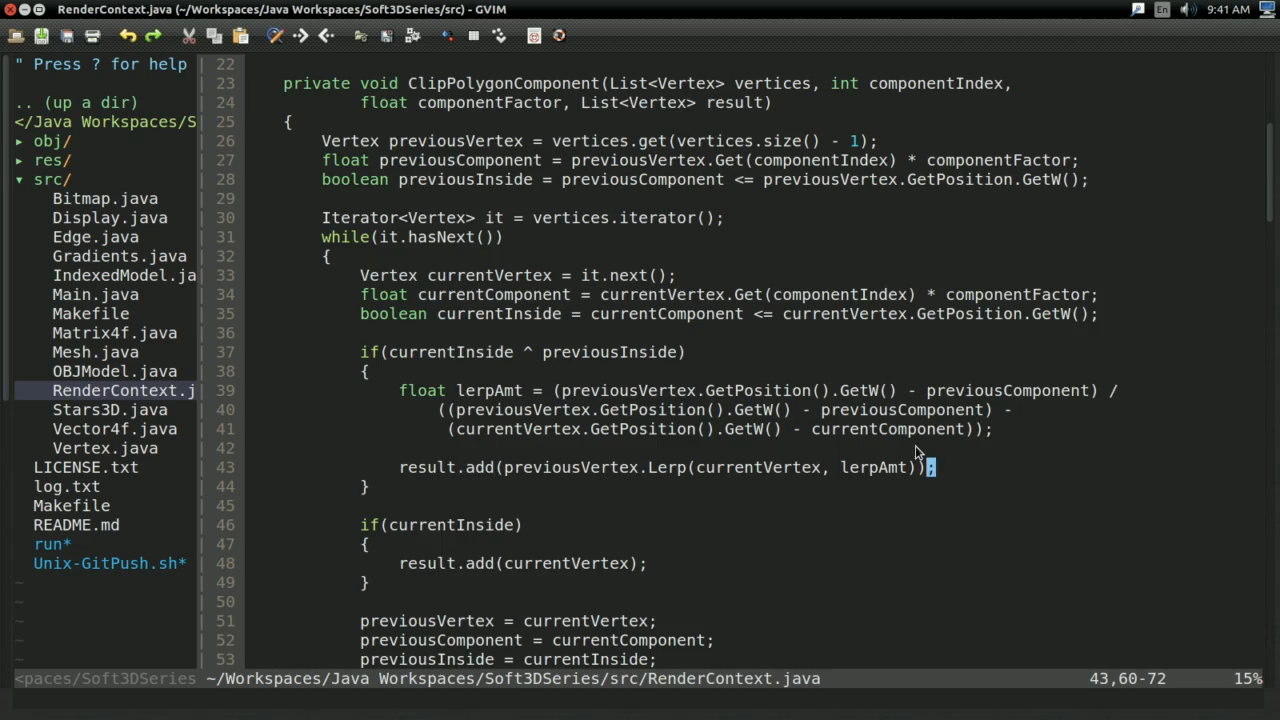 RenderContext.java (~/Workspaces/Java Workspaces/Soft3DSeries/src) - GVIM
En
9:41 AM
" Press ? for help
.. (up a dir)
</Java Workspaces/S
▸ obj/
▸ res/
▾ src/
Bitmap.java
Display.java
Edge.java
Gradients.java
IndexedModel.ja
Main.java
Makefile
Matrix4f.java
Mesh.java
OBJModel.java
RenderContext.j
Stars3D.java
Vector4f.java
Vertex.java
LICENSE.txt
log.txt
Makefile
README.md
run*
Unix-GitPush.sh*
~
~
~
~
~
22
23 private void ClipPolygonComponent(List<Vertex> vertices, int componentIndex,
24 float componentFactor, List<Vertex> result)
25 {
26 Vertex previousVertex = vertices.get(vertices.size() - 1);
27 float previousComponent = previousVertex.Get(componentIndex) * componentFactor;
28 boolean previousInside = previousComponent <= previousVertex.GetPosition.GetW();
29
30 Iterator<Vertex> it = vertices.iterator();
31 while(it.hasNext())
32 {
33 Vertex currentVertex = it.next();
34 float currentComponent = currentVertex.Get(componentIndex) * componentFactor;
35 boolean currentInside = currentComponent <= currentVertex.GetPosition.GetW();
36
37 if(currentInside ^ previousInside)
38 {
39 float lerpAmt = (previousVertex.GetPosition().GetW() - previousComponent) /
40 ((previousVertex.GetPosition().GetW() - previousComponent) -
41 (currentVertex.GetPosition().GetW() - currentComponent));
42
43 result.add(previousVertex.Lerp(currentVertex, lerpAmt));
44 }
45
46 if(currentInside)
47 {
48 result.add(currentVertex);
49 }
50
51 previousVertex = currentVertex;
52 previousComponent = currentComponent;
53 previousInside = currentInside;
<paces/Soft3DSeries ~/Workspaces/Java Workspaces/Soft3DSeries/src/RenderContext.java 43,60-72 15%